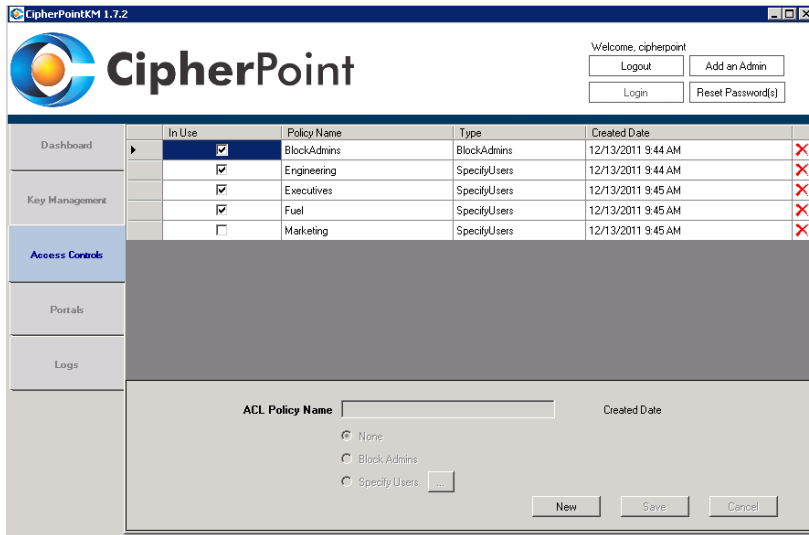 CipherPointKM 1.7.2
CipherPoint
Welcome, cipherpoint
Logout Add an Admin
Login Reset Password(s)
Dashboard
Key Management
Access Controls
Portals
Logs
In Use Policy Name Type Created Date
BlockAdmins BlockAdmins 12/13/2011 9:44 AM
Engineering SpecifyUsers 12/13/2011 9:44 AM
Executives SpecifyUsers 12/13/2011 9:45 AM
Fuel SpecifyUsers 12/13/2011 9:45 AM
Marketing SpecifyUsers 12/13/2011 9:45 AM
ACL Policy Name Created Date
None
Block Admins
Specify Users ...
New Save Cancel